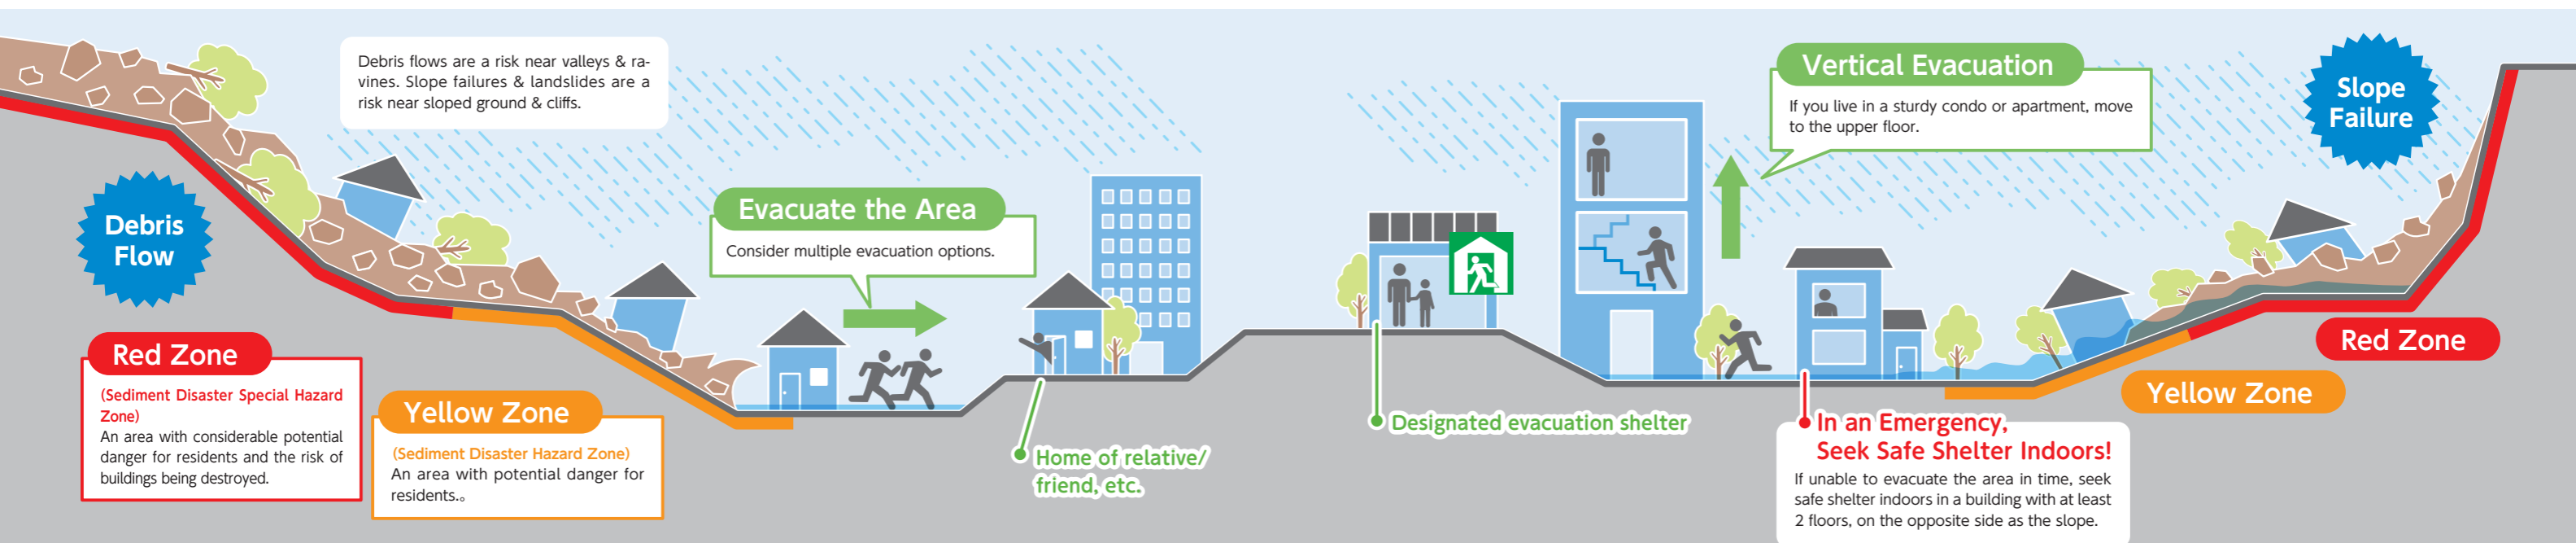 Debris flows are a risk near valleys & ra-
vines. Slope failures & landslides are a
risk near sloped ground & cliffs.
Debris
Flow
Red Zone
(Sediment Disaster Special Hazard
Zone)
An area with considerable potential
danger for residents and the risk of
buildings being destroyed.
Yellow Zone
(Sediment Disaster Hazard Zone)
An area with potential danger for
residents.。
Evacuate the Area
Consider multiple evacuation options.
Home of relative/
friend, etc.
Designated evacuation shelter
Vertical Evacuation
If you live in a sturdy condo or apartment, move
to the upper floor.
In an Emergency,
Seek Safe Shelter Indoors!
If unable to evacuate the area in time, seek
safe shelter indoors in a building with at least
2 floors, on the opposite side as the slope.
Slope
Failure
Red Zone
Yellow Zone